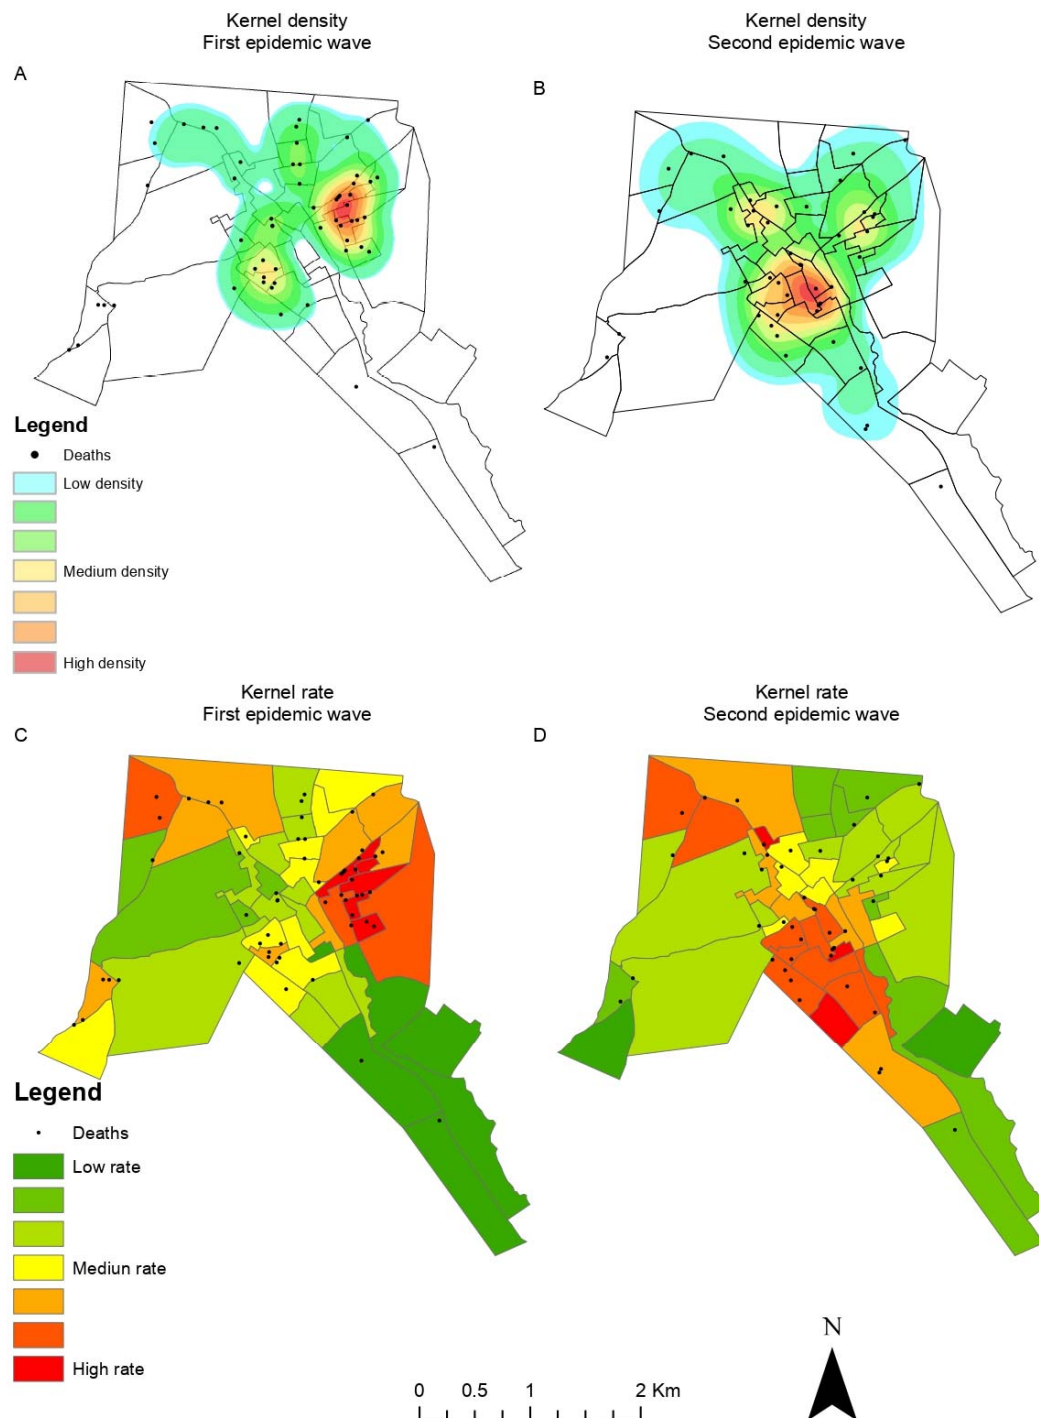 Kernel density
First epidemic wave
Kernel density
Second epidemic wave
A
B
Legend
Deaths
Low density
Medium density
High density
Kernel rate
First epidemic wave
Kernel rate
Second epidemic wave
C
D
Legend
Deaths
Low rate
Mediun rate
High rate
N
0 0.5 1 2 Km